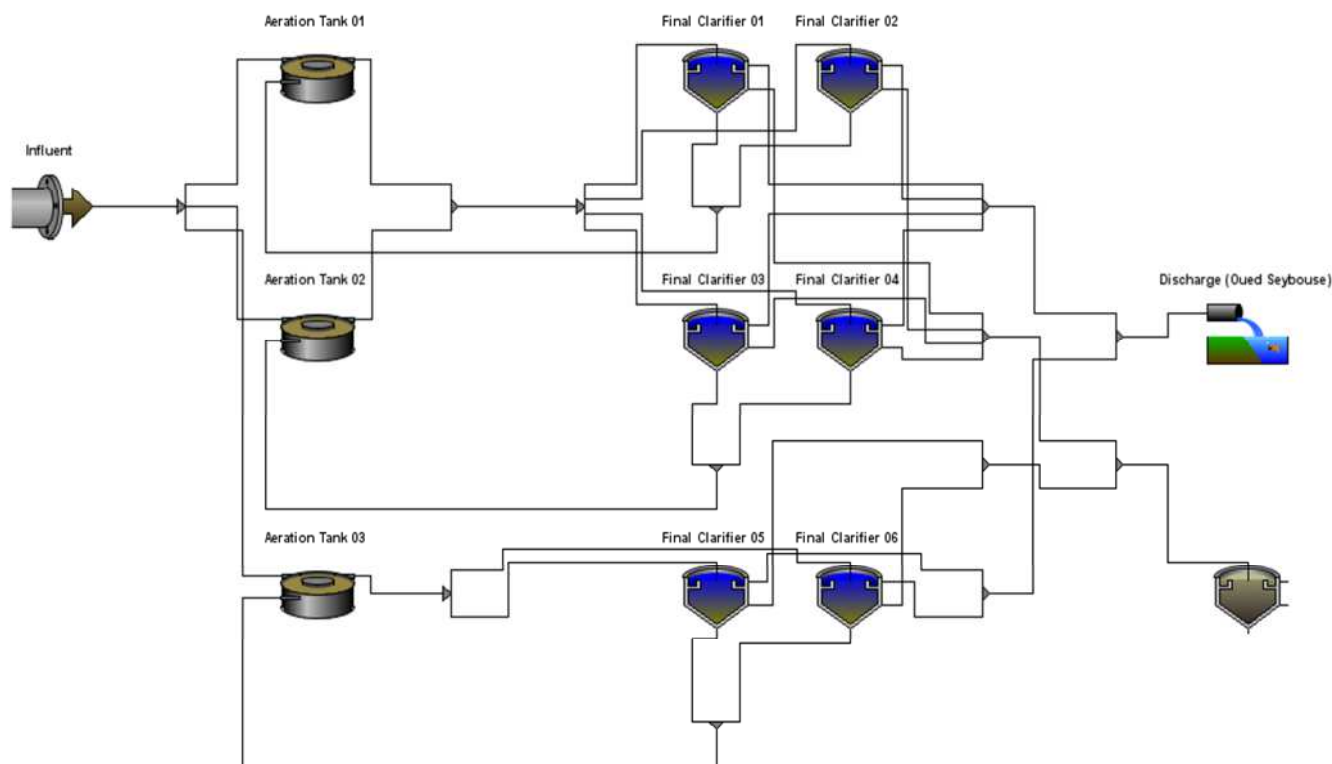 Aeration Tank 01
Final Clarifier 01
Final Clarifier 02
Influent
Aeration Tank 02
Final Clarifier 03
Final Clarifier 04
Discharge (Oued Seybouse)
Aeration Tank 03
Final Clarifier 05
Final Clarifier 06